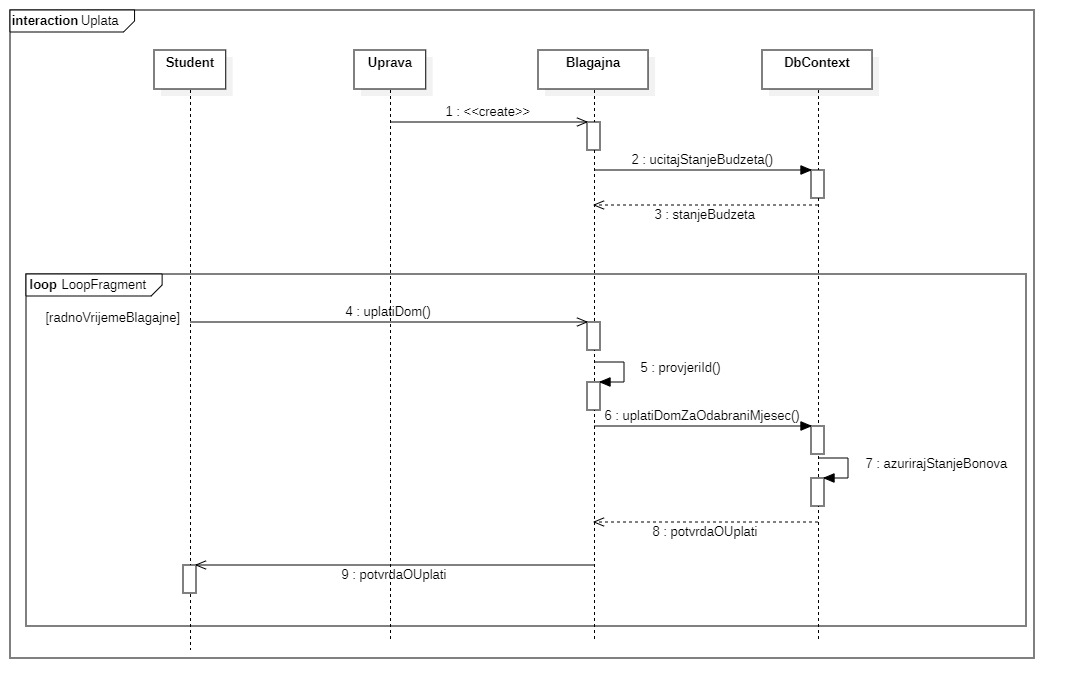 interaction Uplata
Student
Uprava
Blagajna
DbContext
1 : <<create>>
2 : ucitajStanjeBudzeta()
3 : stanjeBudzeta
loop LoopFragment
[radnoVrijemeBlagajne]
4 : uplatiDom()
5 : provjeriId()
6 : uplatiDomZaOdabraniMjesec()
7 : azurirajStanjeBonova
8 : potvrdaOUplati
9 : potvrdaOUplati